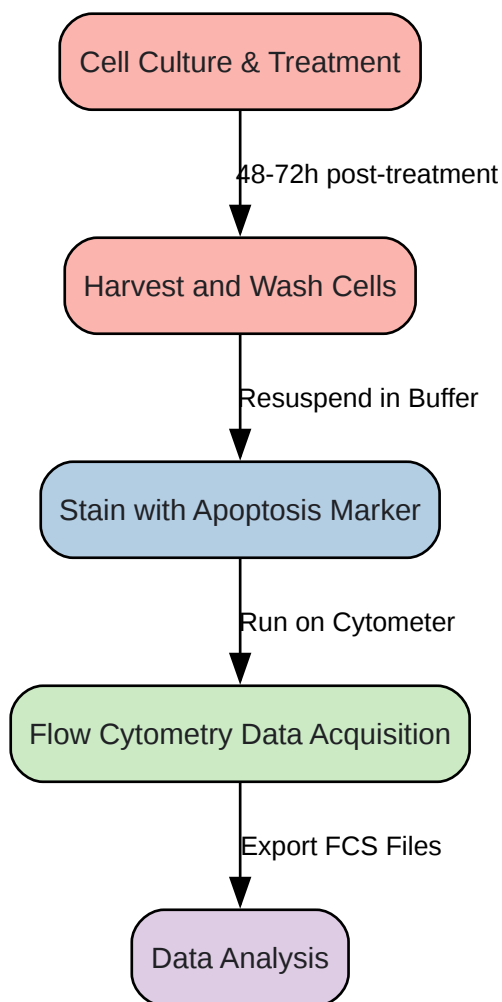 Cell Culture & Treatment
48-72h post-treatment
Harvest and Wash Cells
Resuspend in Buffer
Stain with Apoptosis Marker
Run on Cytometer
Flow Cytometry Data Acquisition
Export FCS Files
Data Analysis